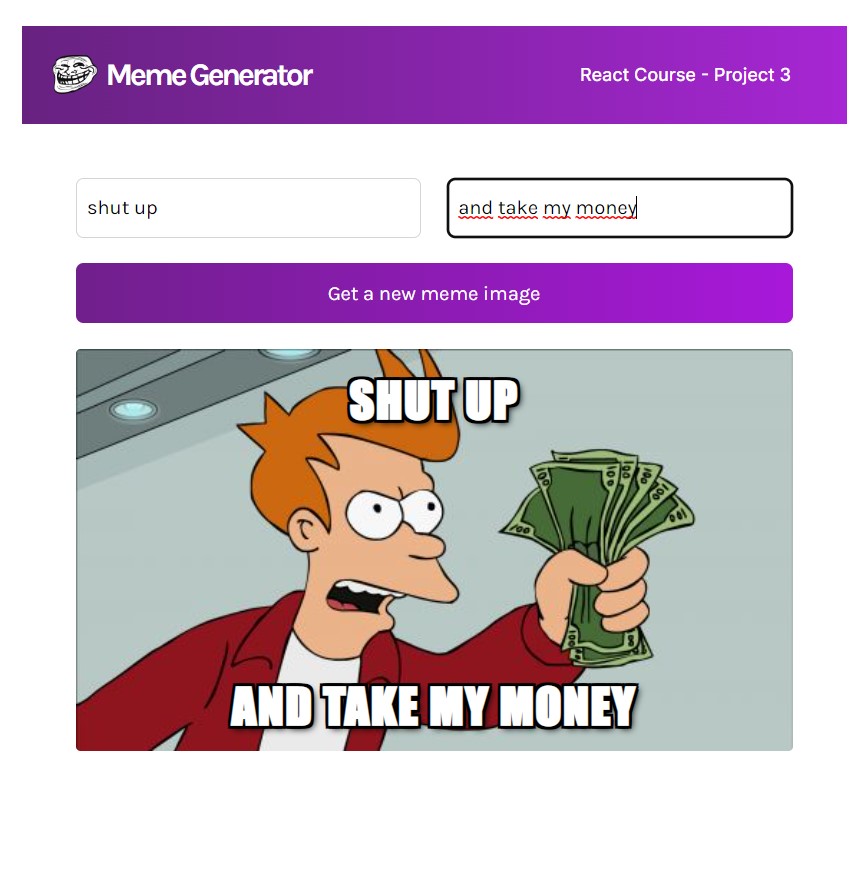 Meme Generator
React Course - Project 3
shut up
and take my money
Get a new meme image
SHUT UP
AND TAKE MY MONEY